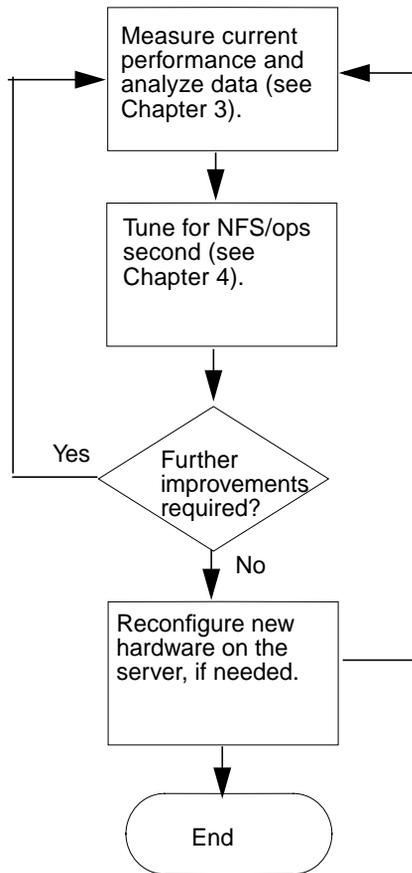 Measure current
performance and
analyze data (see
Chapter 3).
Tune for NFS/ops
second (see
Chapter 4).
Yes
Further
improvements
required?
No
Reconfigure new
hardware on the
server, if needed.
End